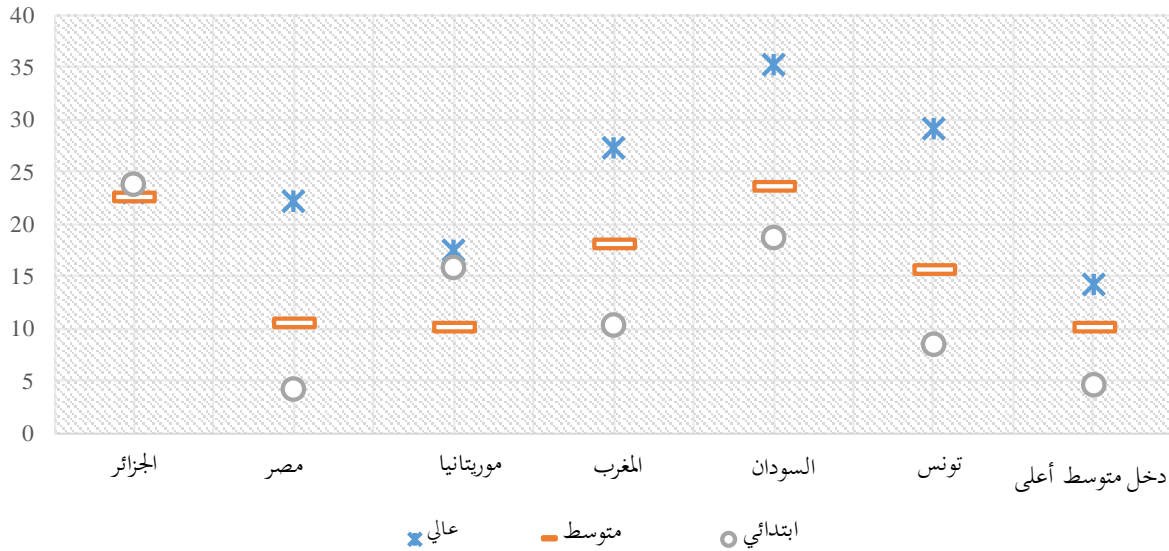 40
35
30
25
20
15
10
5
0
الجزائر
مصر
موريتانيا
المغرب
السودان
تونس
دخل متوسط أعلى
عالي
متوسط
ابتدائي